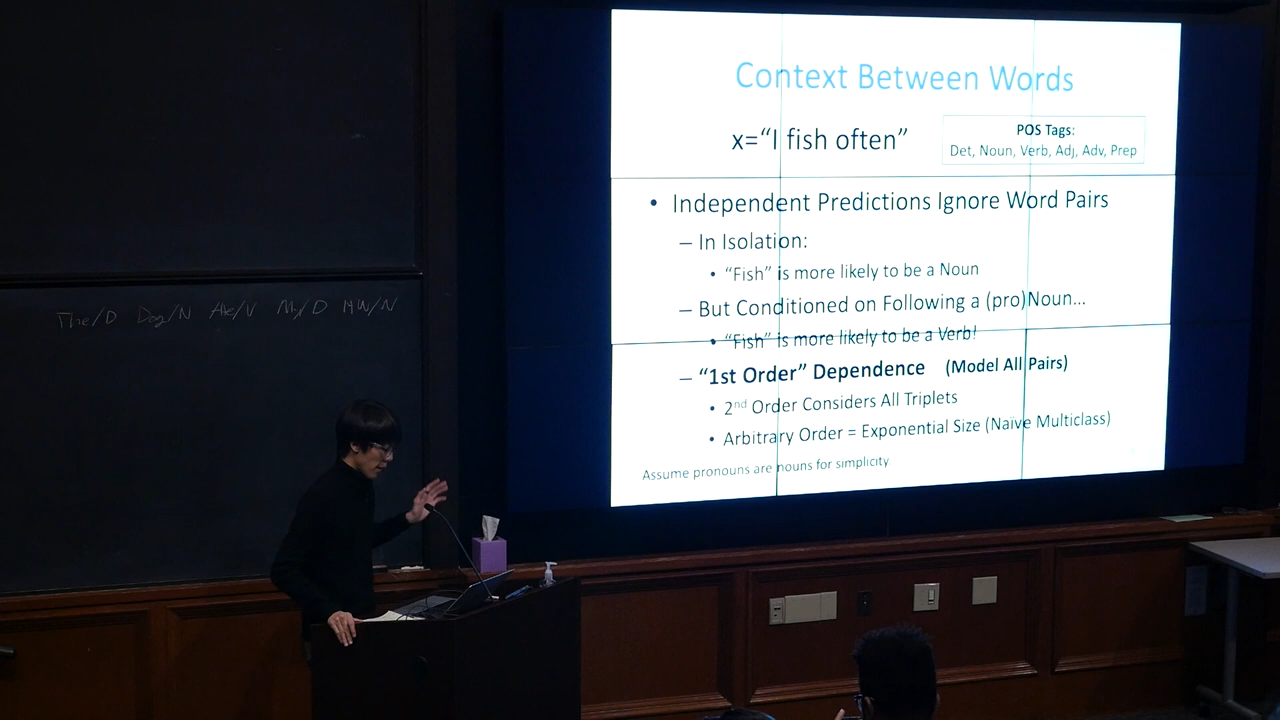 Context Between Words
x=“I fish often”
POS Tags:
Det, Noun, Verb, Adj, Adv, Prep
• Independent Predictions Ignore Word Pairs
– In Isolation:
• “Fish” is more likely to be a Noun
– But Conditioned on Following a (pro)Noun…
• “Fish” is more likely to be a Verb!
– “1st Order” Dependence (Model All Pairs)
• 2nd Order Considers All Triplets
• Arbitrary Order = Exponential Size (Naïve Multiclass)
Assume pronouns are nouns for simplicity
The/D Dog/N Ate/V My/D HW/N